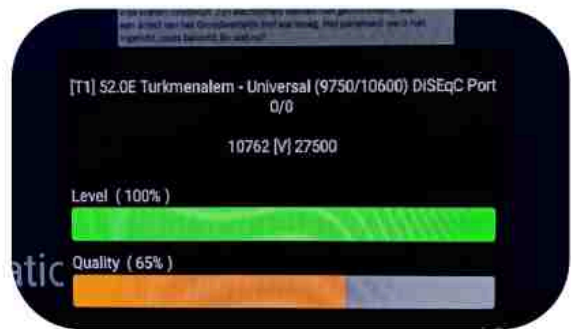 [T1] 52.0E Turkmenalem - Universal (9750/10600) DiSEqC Port
0/0
10762 [V] 27500
Level ( 100% )
atic
Quality ( 65% )